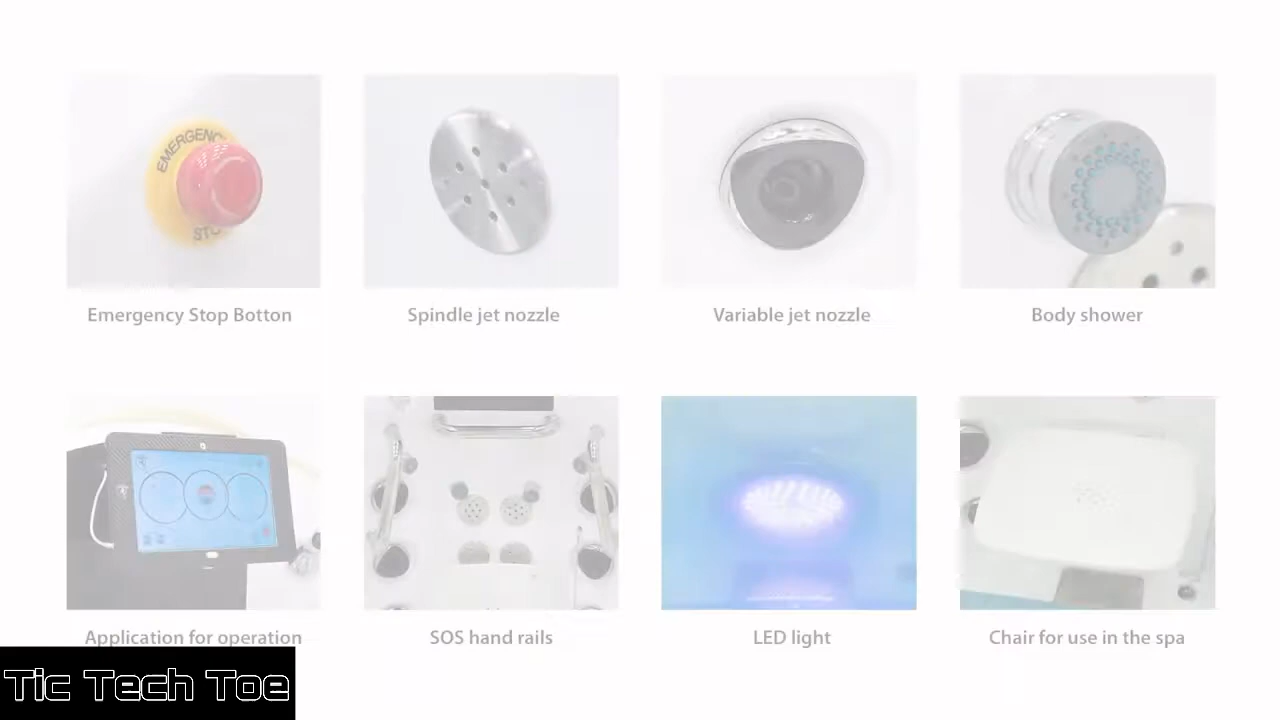 EMERGENCY
STOP
Emergency Stop Botton
Spindle jet nozzle
Variable jet nozzle
Body shower
Application for operation
SOS hand rails
LED light
Chair for use in the spa
Tic Tech Toe